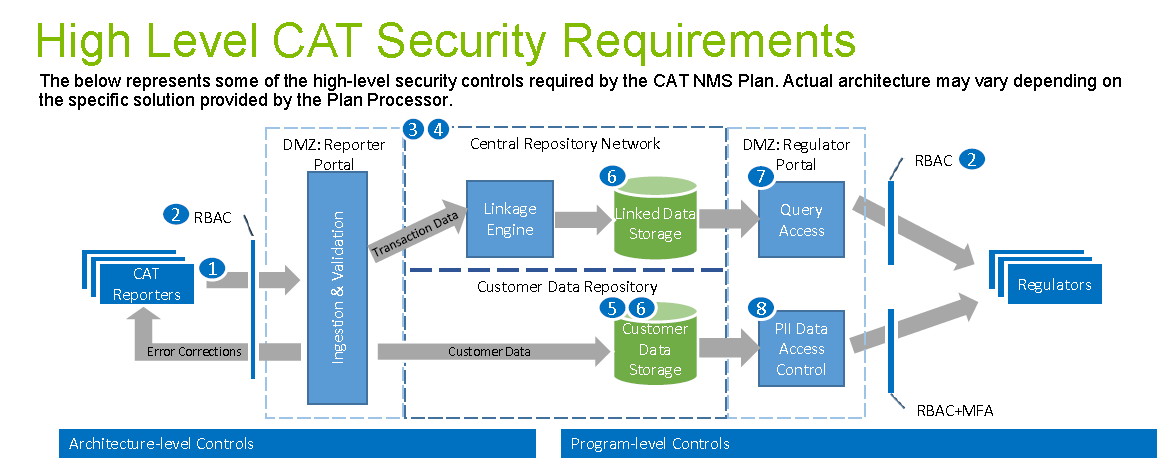 High Level CAT Security Requirements
The below represents some of the high-level security controls required by the CAT NMS Plan. Actual architecture may vary depending on
the specific solution provided by the Plan Processor.
3 4
DMZ: Reporter
Portal
Central Repository Network
DMZ: Regulator
Portal
RBAC 2
6
7
2 RBAC
Ingestion & Validation
Transaction Data
Linkage
Engine
Linked Data
Storage
Query
Access
1
CAT
Reporters
Regulators
Customer Data Repository
5 6
8
Error Corrections
Customer Data
Customer
Data
Storage
PII Data
Access
Control
RBAC+MFA
Architecture-level Controls
Program-level Controls